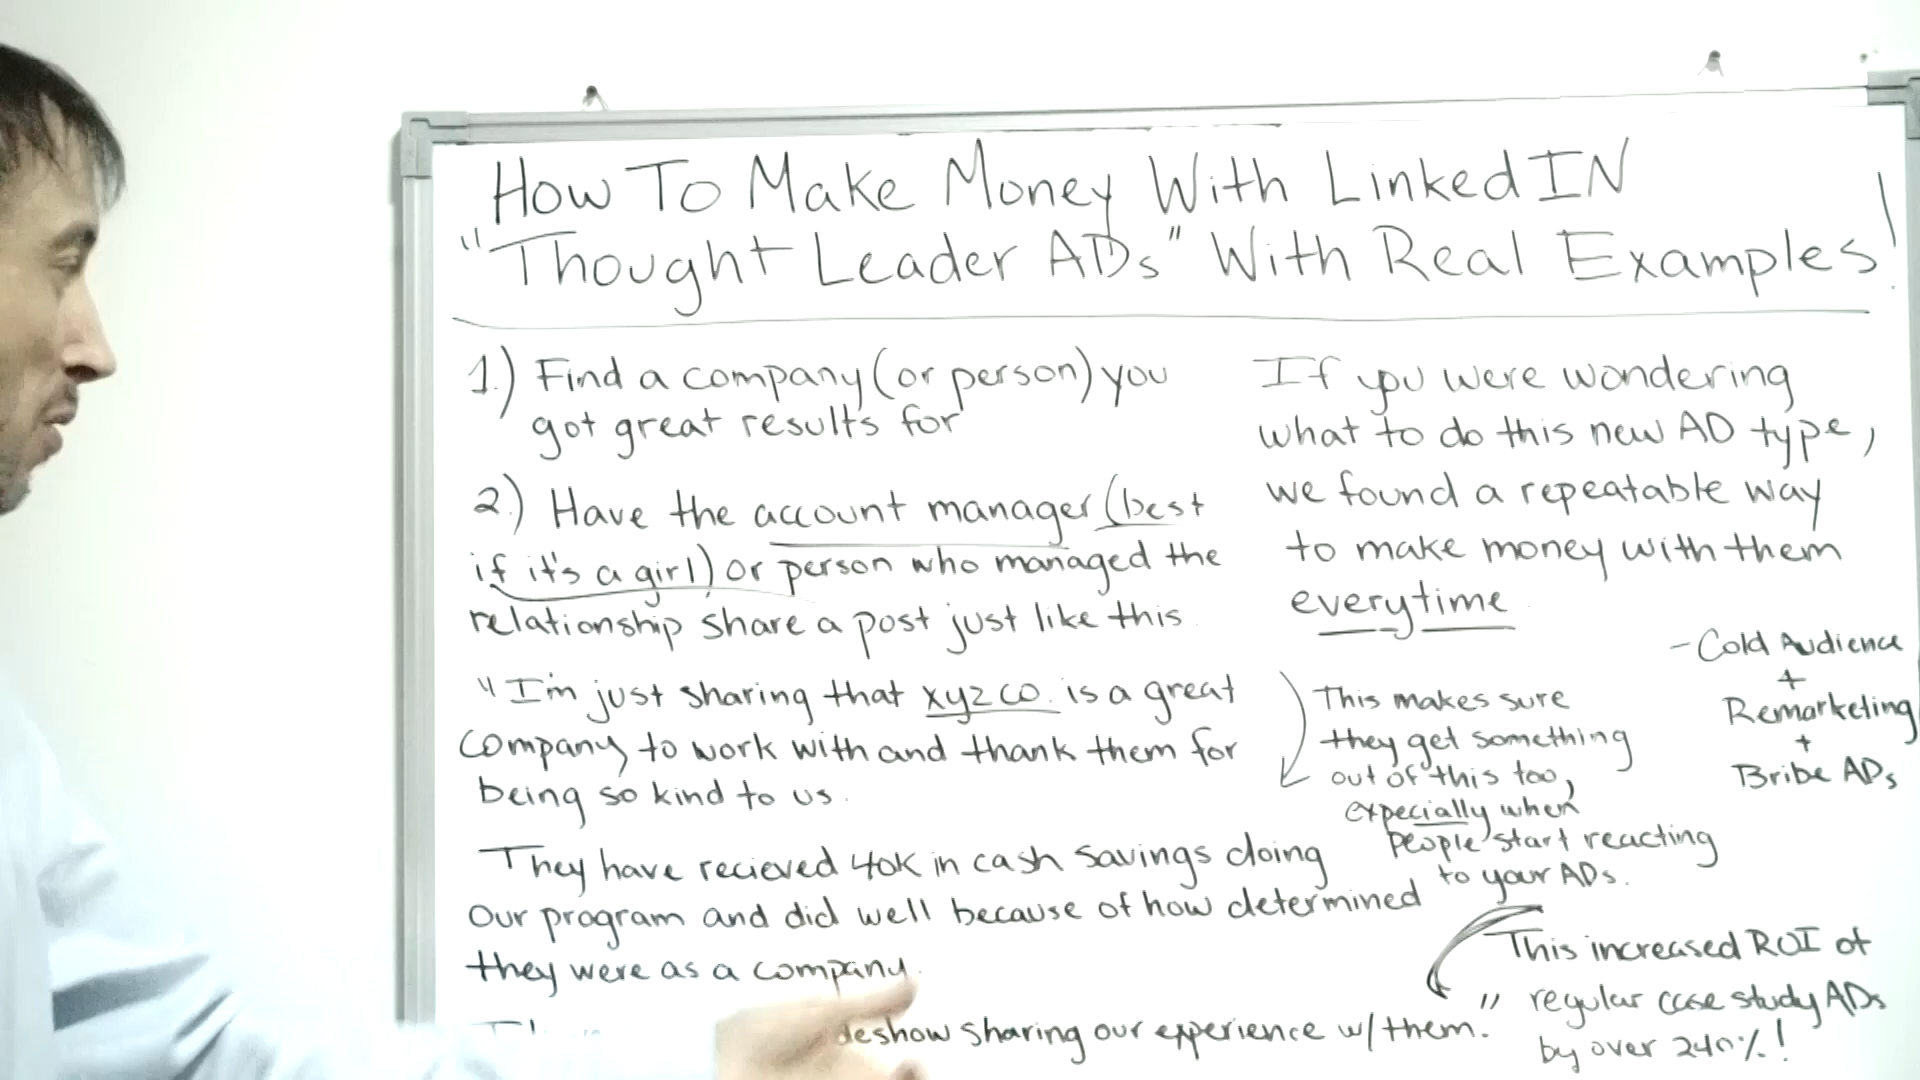 How To Make Money With LinkedIN
"Thought Leader ADs" With Real Examples!
1.) Find a company (or person) you
got great results for
2.) Have the account manager (best
if it's a girl) or person who managed the
relationship share a post just like this
"I'm just sharing that xyz co. is a great
company to work with and thank them for
being so kind to us.
They have recieved 40k in cash savings doing
our program and did well because of how determined
they were as a company.
deshow sharing our experience w/them."
If you were wondering
what to do this new AD type,
we found a repeatable way
to make money with them
everytime
- Cold Audience
+
Remarketing
+
Bribe ADs
This makes sure
they get something
out of this too,
expecially when
people start reacting
to your ADs.
This increased ROI of
regular case study ADs
by over 240%!